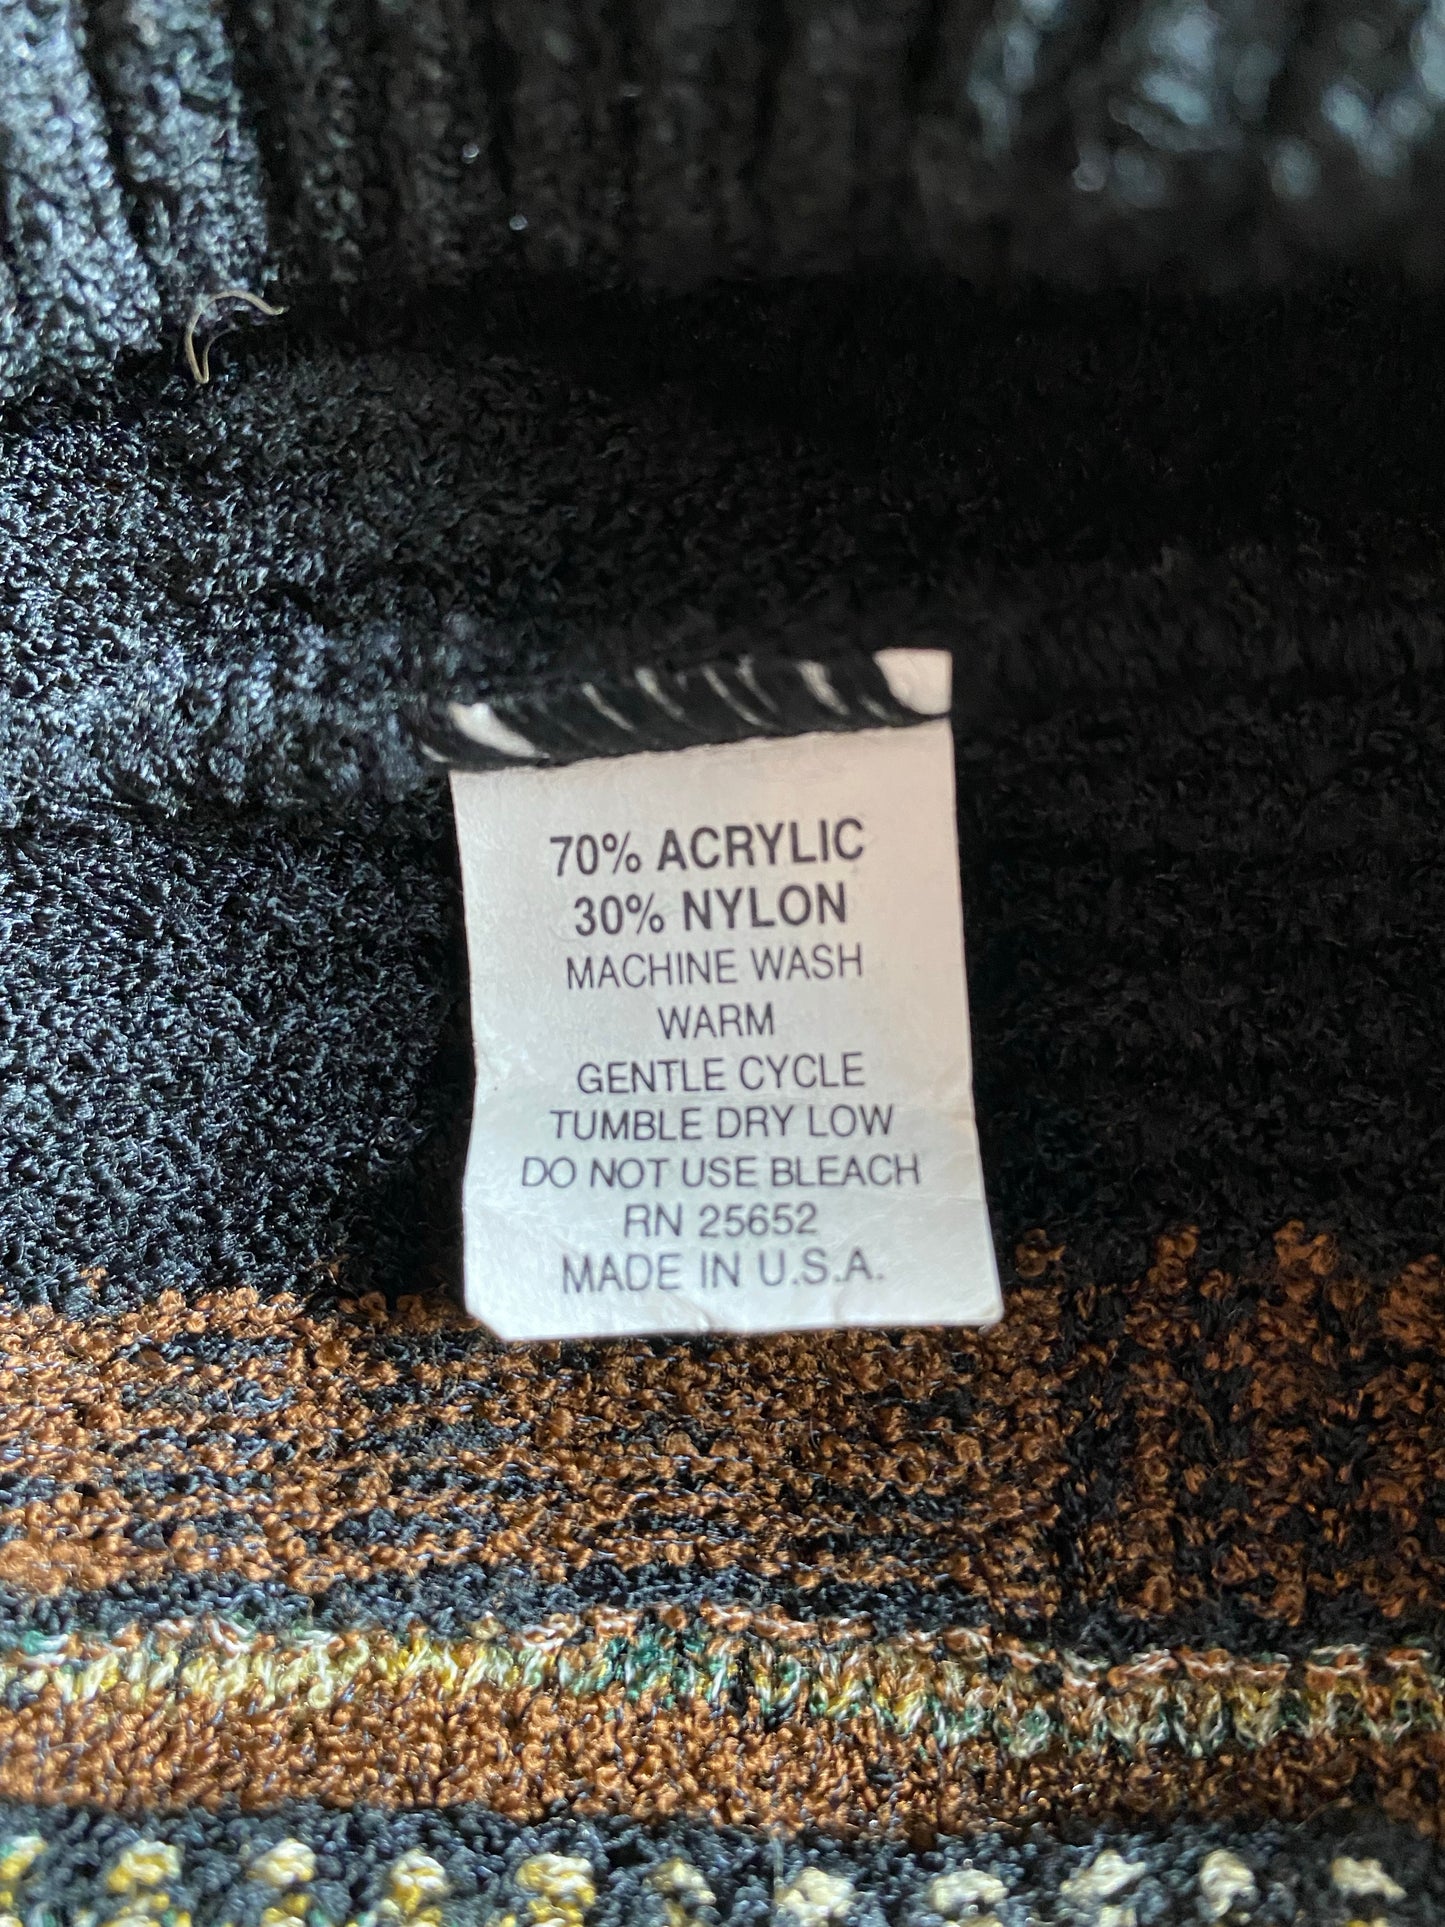 70% ACRYLIC
30% NYLON
MACHINE WASH
WARM
GENTLE CYCLE
TUMBLE DRY LOW
DO NOT USE BLEACH
RN 25652
MADE IN U.S.A.